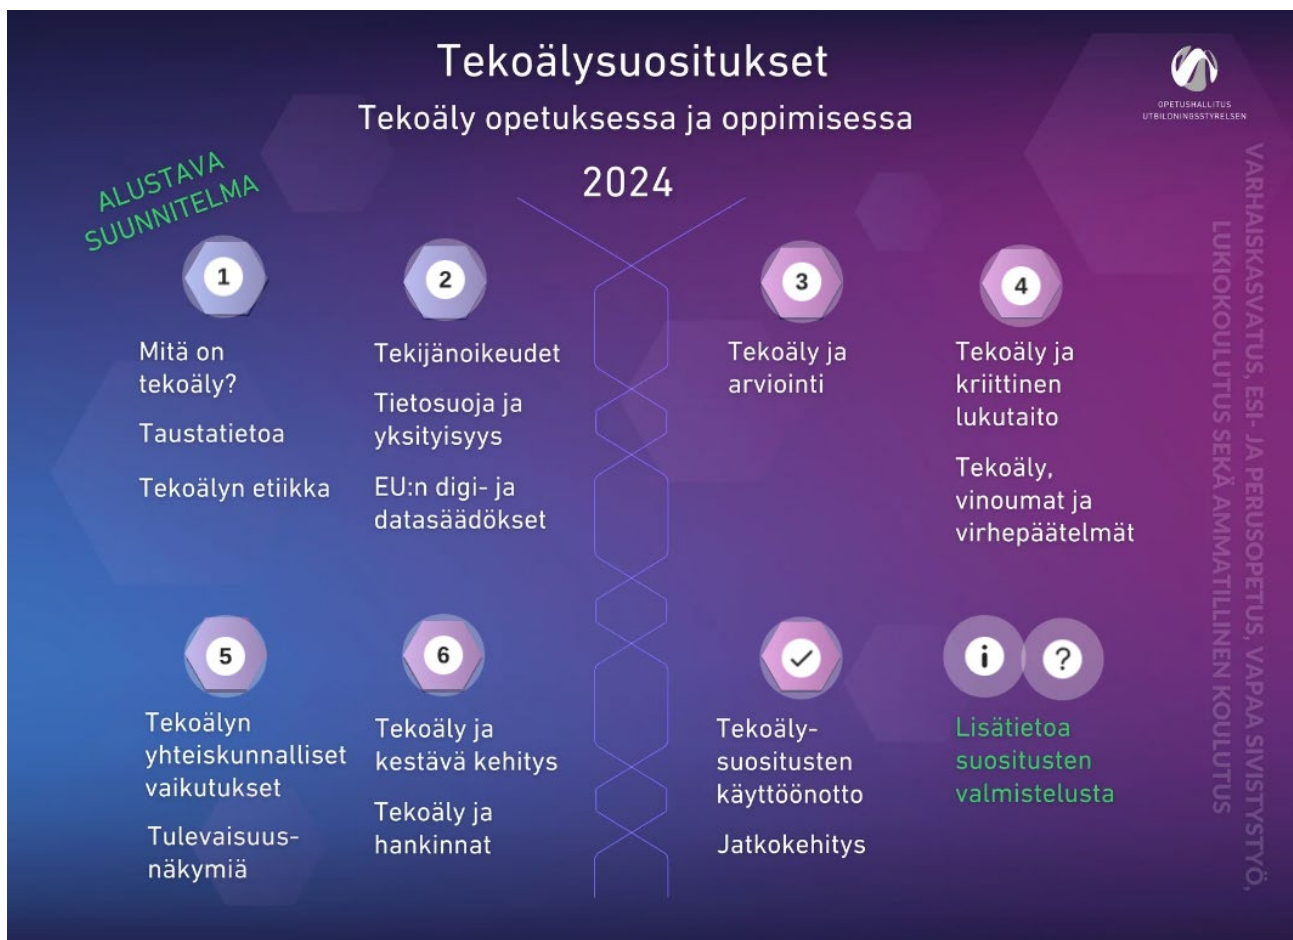 Tekoälysuositukset
Tekoäly opetuksessa ja oppimisessa
2024
OPETUSHALLITUS
UTBILDNINGSSTYRELSEN
ALUSTAVA
SUUNNITELMA
1
Mitä on
tekoäly?
Taustatietoa
Tekoälyn etiikka
2
Tekijänoikeudet
Tietosuoja ja
yksityisyys
EU:n digi- ja
datasäädökset
3
Tekoäly ja
arviointi
4
Tekoäly ja
kriittinen
lukutaito
Tekoäly,
vinoumat ja
virhepäätelmät
5
Tekoälyn
yhteiskunnalliset
vaikutukset
Tulevaisuus-
näkymiä
6
Tekoäly ja
kestävä kehitys
Tekoäly ja
hankinnat
Tekoäly-
suositusten
käyttöönotto
Jatkokehitys
i ?
Lisätietoa
suositusten
valmistelusta
VARHAISKASVATUS, ESI- JA PERUSOPETUS, VAPAA SIVISTYSTYÖ,
LUKIOKOULUTUS SEKÄ AMMATILLINEN KOULUTUS